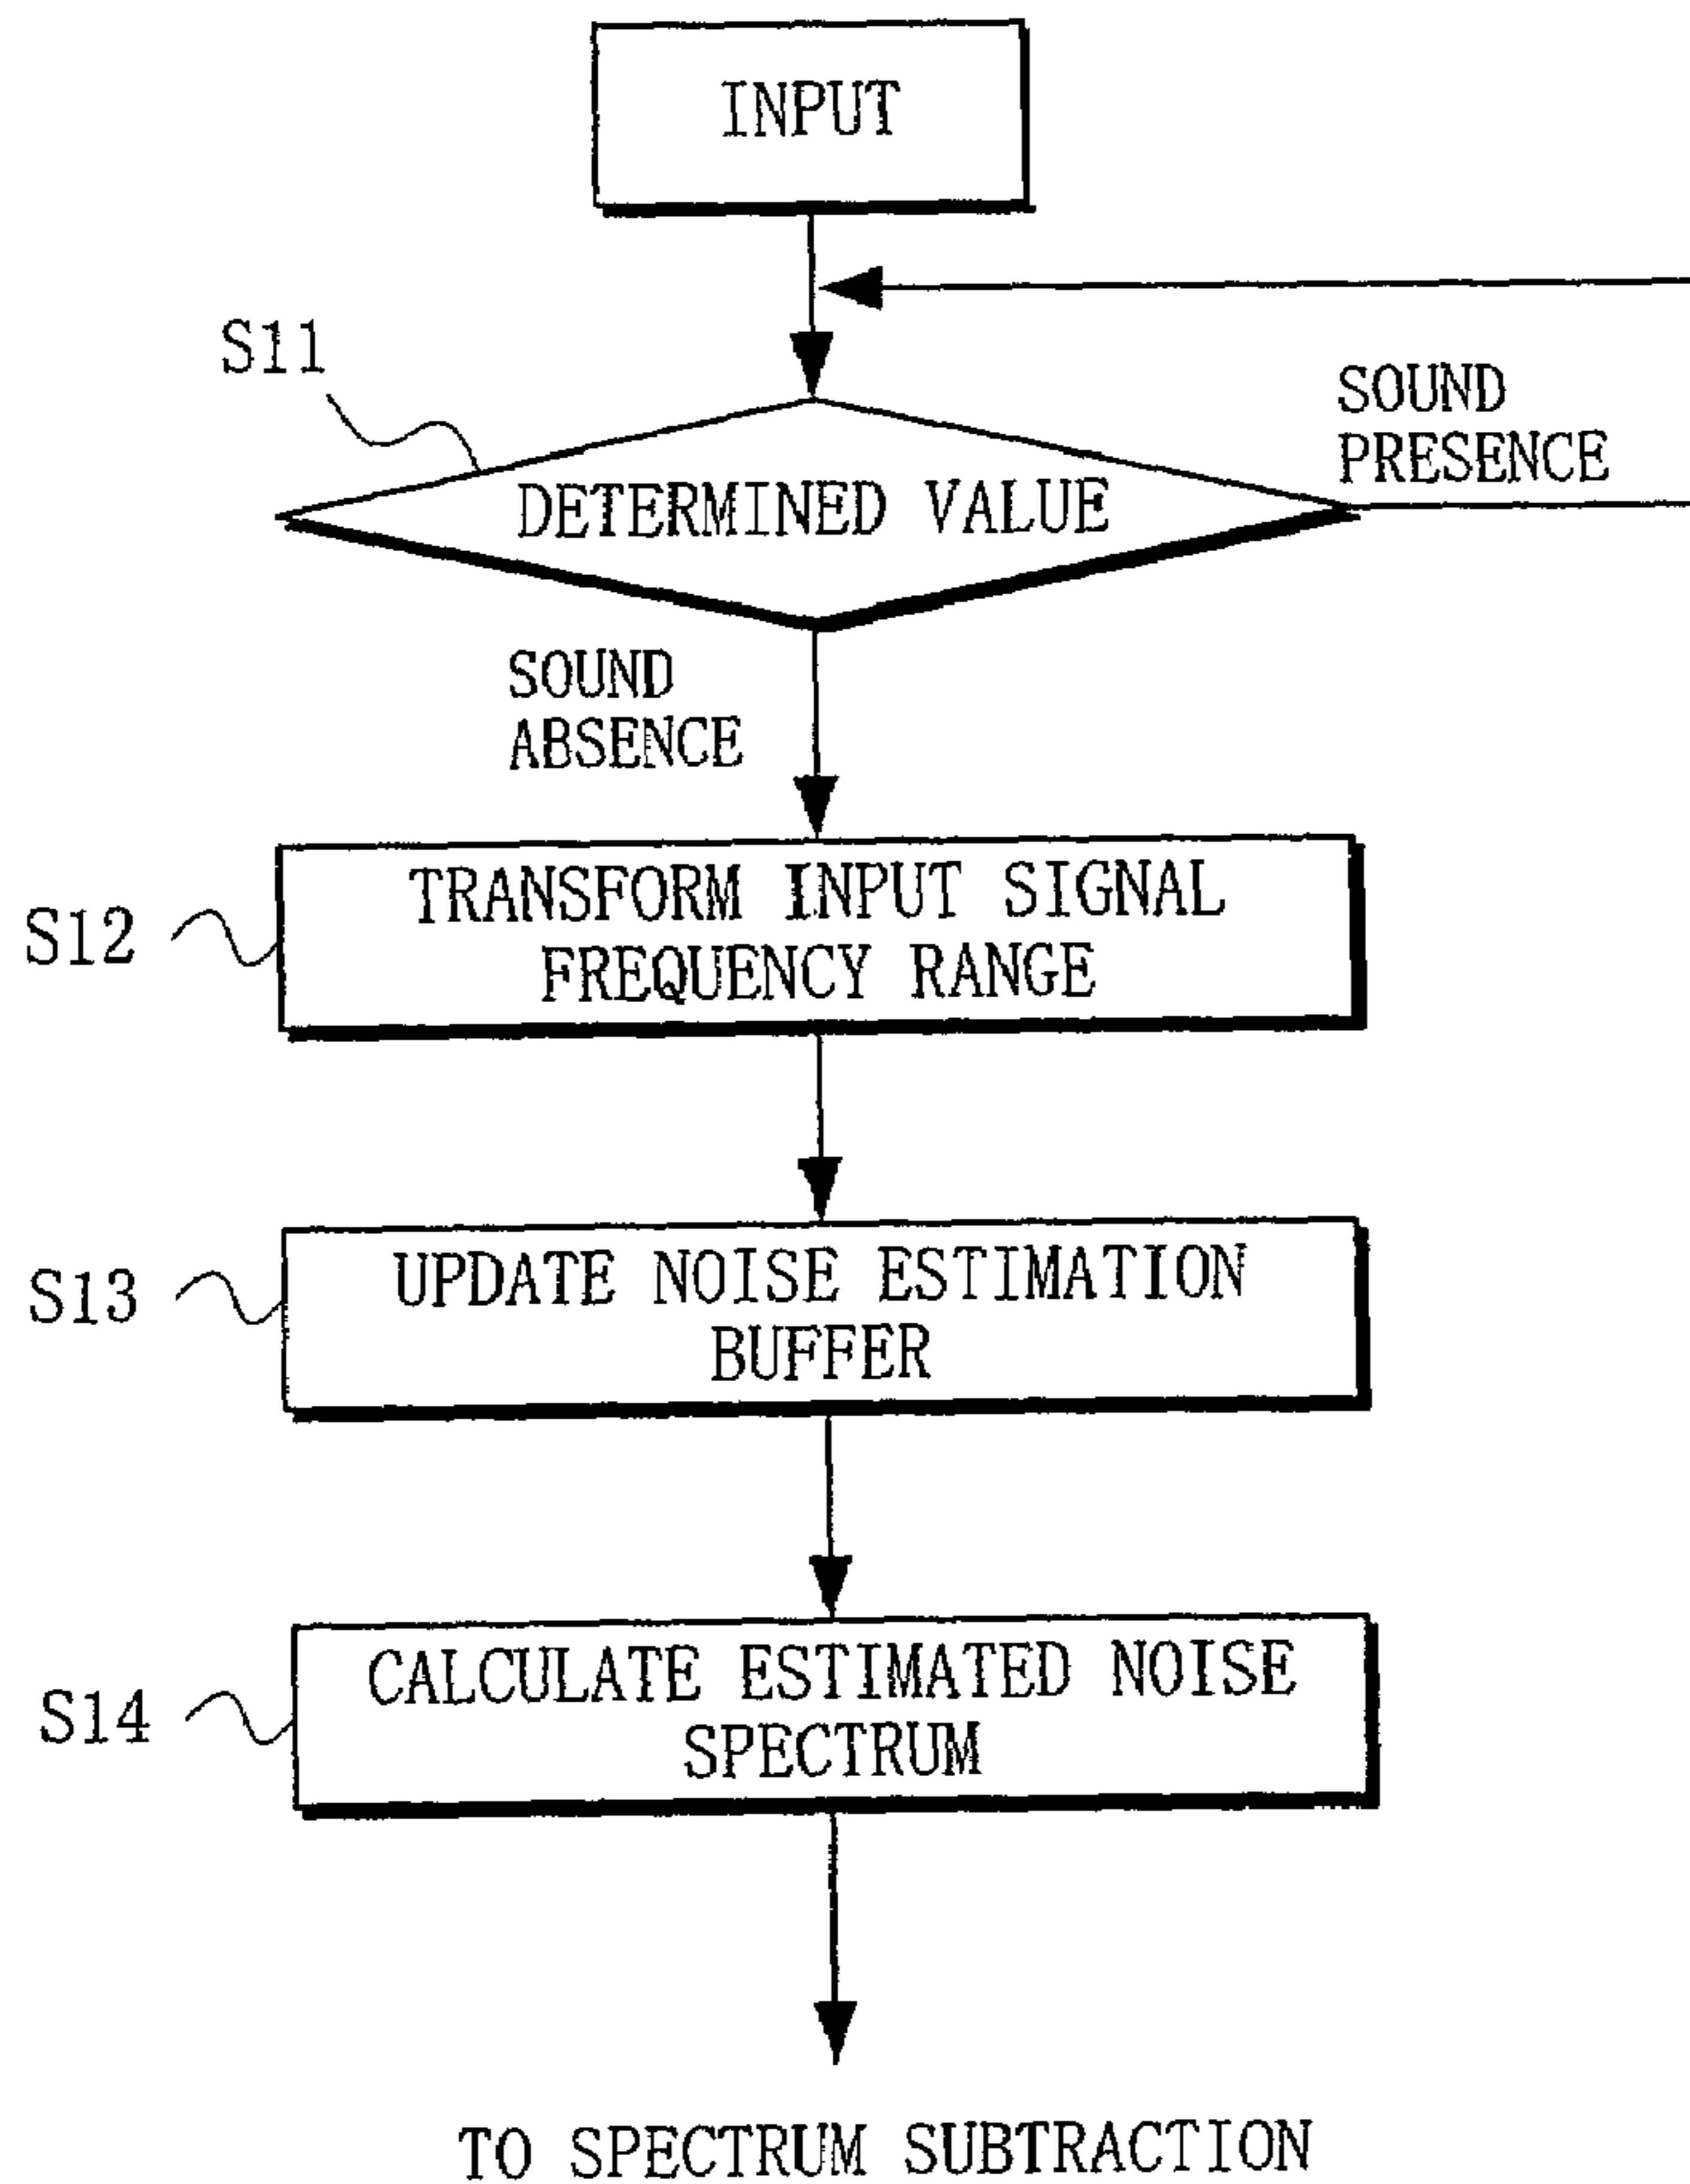 INPUT
S11
SOUND
PRESENCE
DETERMINED VALUE
SOUND
ABSENCE
S12
TRANSFORM INPUT SIGNAL
FREQUENCY RANGE
S13
UPDATE NOISE ESTIMATION
BUFFER
S14
CALCULATE ESTIMATED NOISE
SPECTRUM
TO SPECTRUM SUBTRACTION